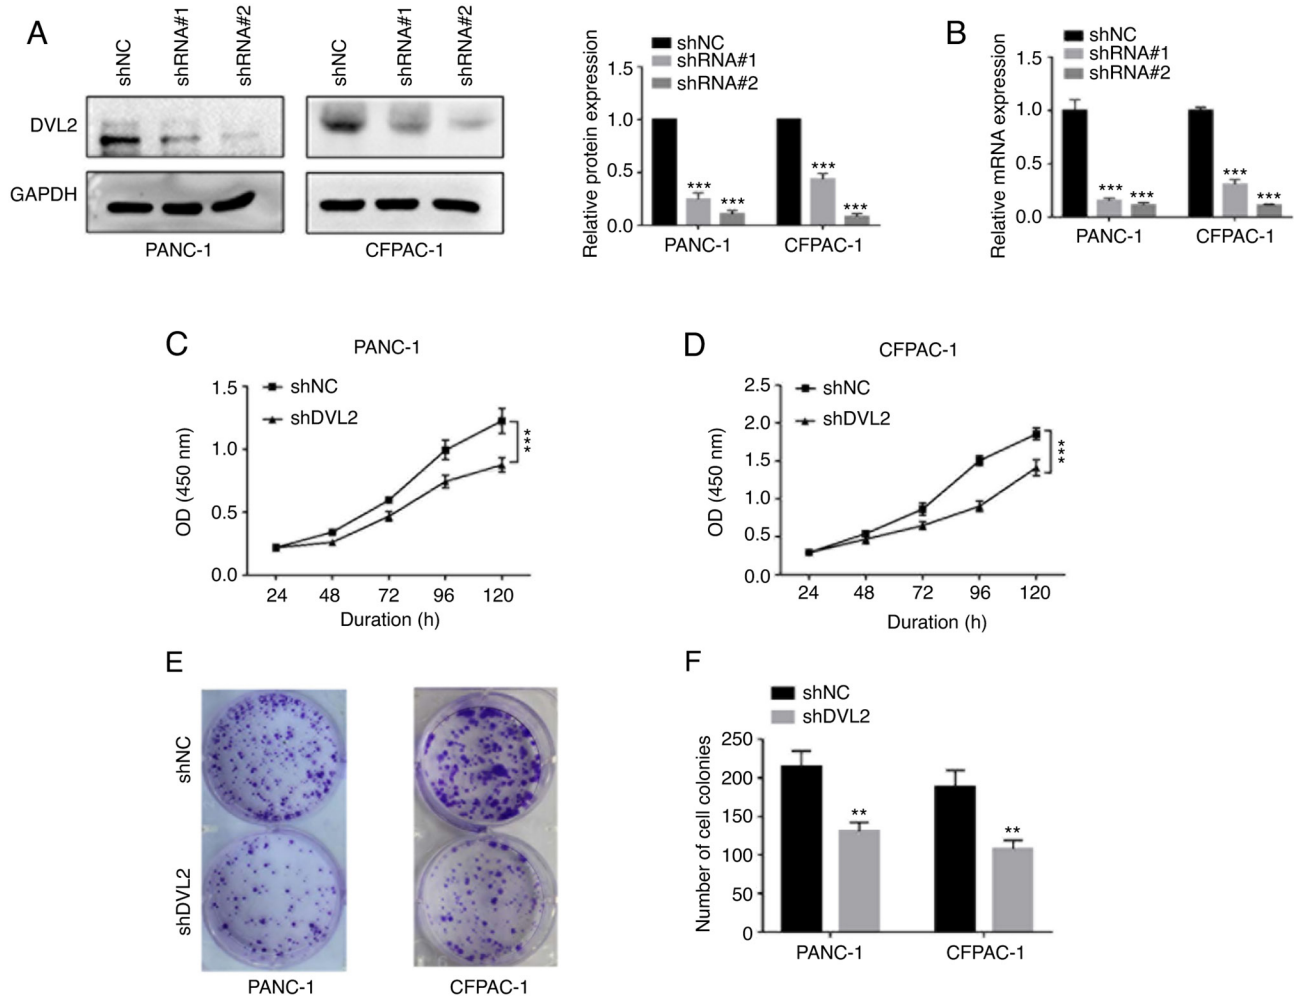 A
shNC
shRNA#1
shRNA#2
shNC
shRNA#1
shRNA#2
DVL2
GAPDH
PANC-1
CFPAC-1
Relative protein expression
shNC
shRNA#1
shRNA#2
1.5
1.0
0.5
0.0
***
***
***
***
PANC-1
CFPAC-1
B
Relative mRNA expression
shNC
shRNA#1
shRNA#2
1.5
1.0
0.5
0.0
***
***
***
***
PANC-1
CFPAC-1
C
PANC-1
OD (450 nm)
1.5
1.0
0.5
0.0
shNC
shDVL2
***
24 48 72 96 120
Duration (h)
D
CFPAC-1
OD (450 nm)
2.5
2.0
1.5
1.0
0.5
0.0
shNC
shDVL2
***
24 48 72 96 120
Duration (h)
E
shNC
shDVL2
PANC-1
CFPAC-1
F
shNC
shDVL2
Number of cell colonies
250
200
150
100
50
0
**
**
PANC-1
CFPAC-1